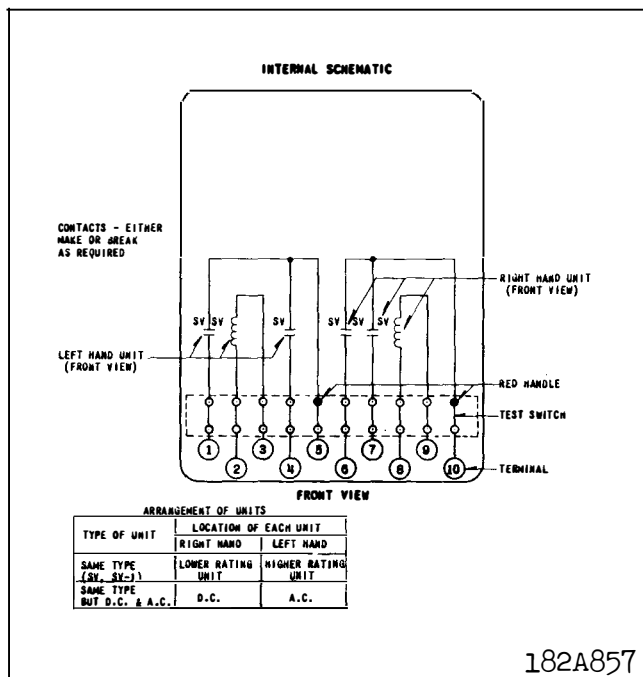 INTERNAL SCHEMATIC
CONTACTS - EITHER
MAKE OR BREAK
AS REQUIRED
RIGHT HAND UNIT
(FRONT VIEW)
SV SV SV SV SV SV
LEFT HAND UNIT
(FRONT VIEW)
RED HANDLE
TEST SWITCH
1 3 5 7 9
2 4 6 8 10
TERMINAL
FRONT VIEW
ARRANGEMENT OF UNITS
TYPE OF UNIT
LOCATION OF EACH UNIT
RIGHT HAND LEFT HAND
SAME TYPE
(SV, SV-1)
LOWER RATING
UNIT
HIGHER RATING
UNIT
SAME TYPE
BUT D.C. & A.C.
D.C. A.C.
182A857